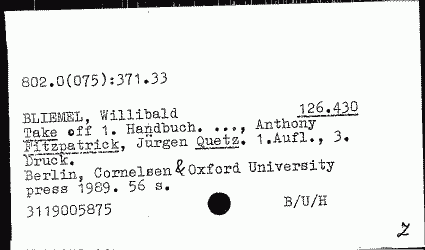 802.0(075):371.33
BLIEMEL, Willibald 126.430
Take off 1. Handbuch. ..., Anthony
Fitzpatrick, Jürgen Quetz. 1.Aufl., 3.
Druck.
Berlin, Cornelsen & Oxford University
press 1989. 56 s.
3119005875 B/U/H
Z